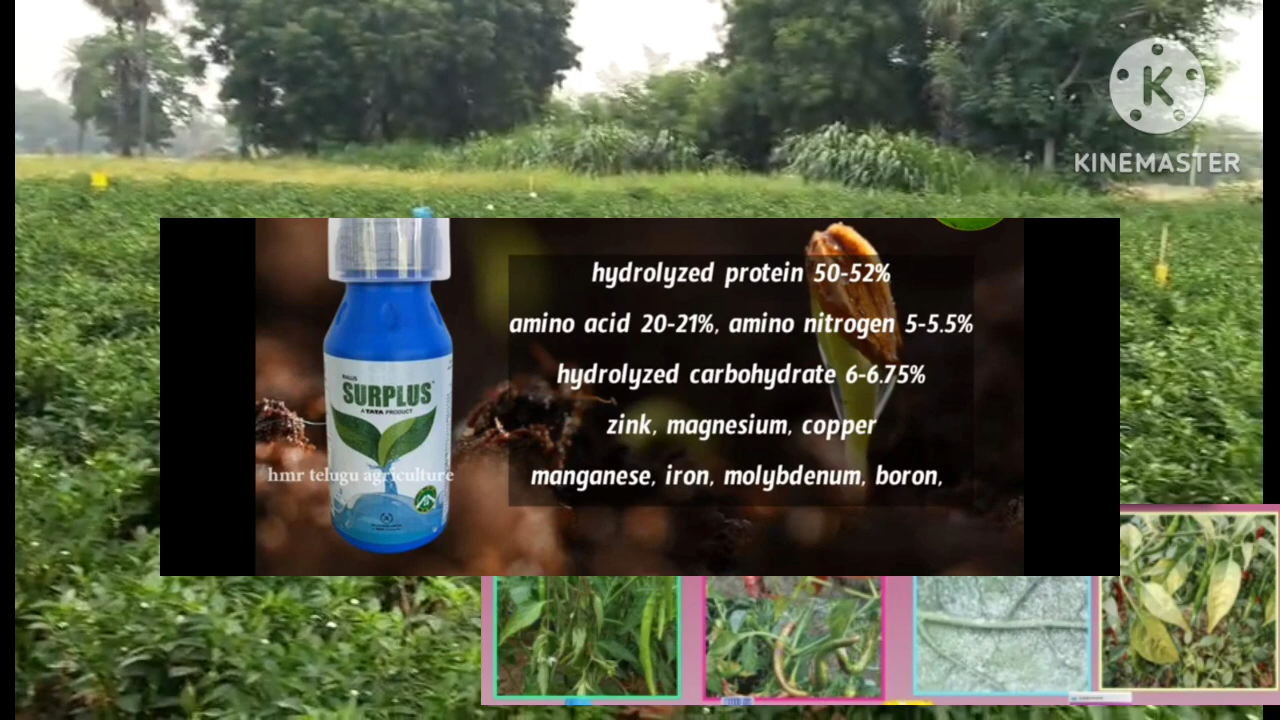 K
KINEMASTER
hydrolyzed protein 50-52%
amino acid 20-21%, amino nitrogen 5-5.5%
hydrolyzed carbohydrate 6-6.75%
zink, magnesium, copper
manganese, iron, molybdenum, boron,
RALLIS
SURPLUS
A TATA PRODUCT
hmr telugu agriculture